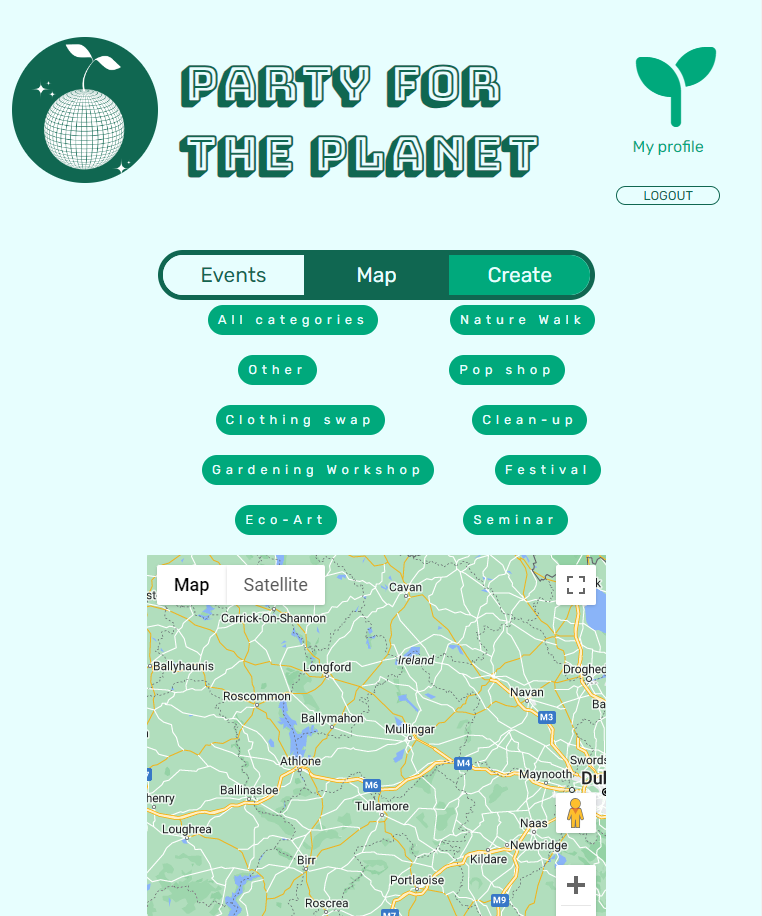 PARTY FOR
THE PLANET
My profile
LOGOUT
Events Map Create
All categories Nature Walk
Other Pop shop
Clothing swap Clean-up
Gardening Workshop Festival
Eco-Art Seminar
Map Satellite
Cavan
Carrick-On-Shannon
Ireland
Ballyhaunis Longford Drogheda
Navan
Roscommon
M3
Ballymahon
Mullingar
Athlone M4 Swords
Maynooth
M6
Ballinasloe
Tullamore
Loughrea Naas
Newbridge
Birr Kildare
Portlaoise
M9
Roscrea
M7